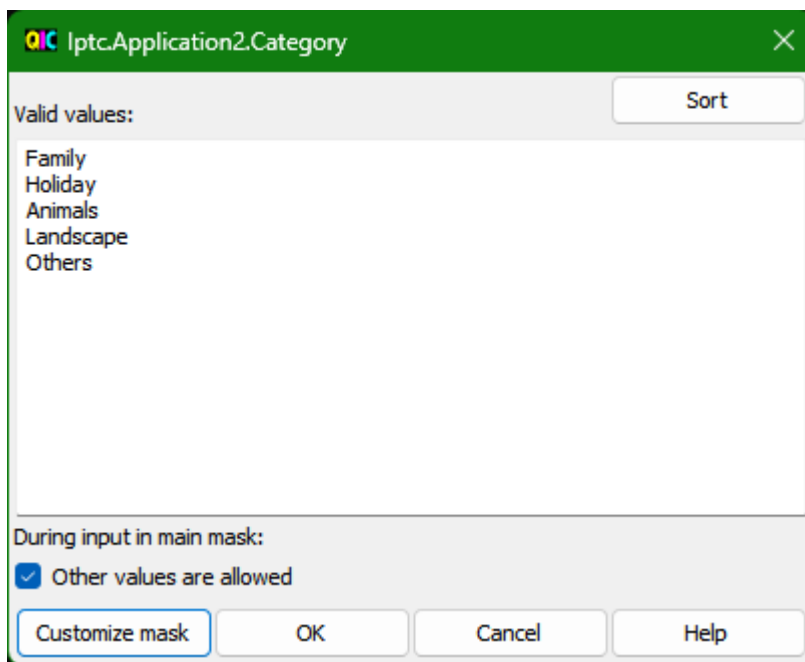 QIC Iptc.Application2.Category
Valid values:
Sort
Family
Holiday
Animals
Landscape
Others
During input in main mask:
Other values are allowed
Customize mask OK Cancel Help